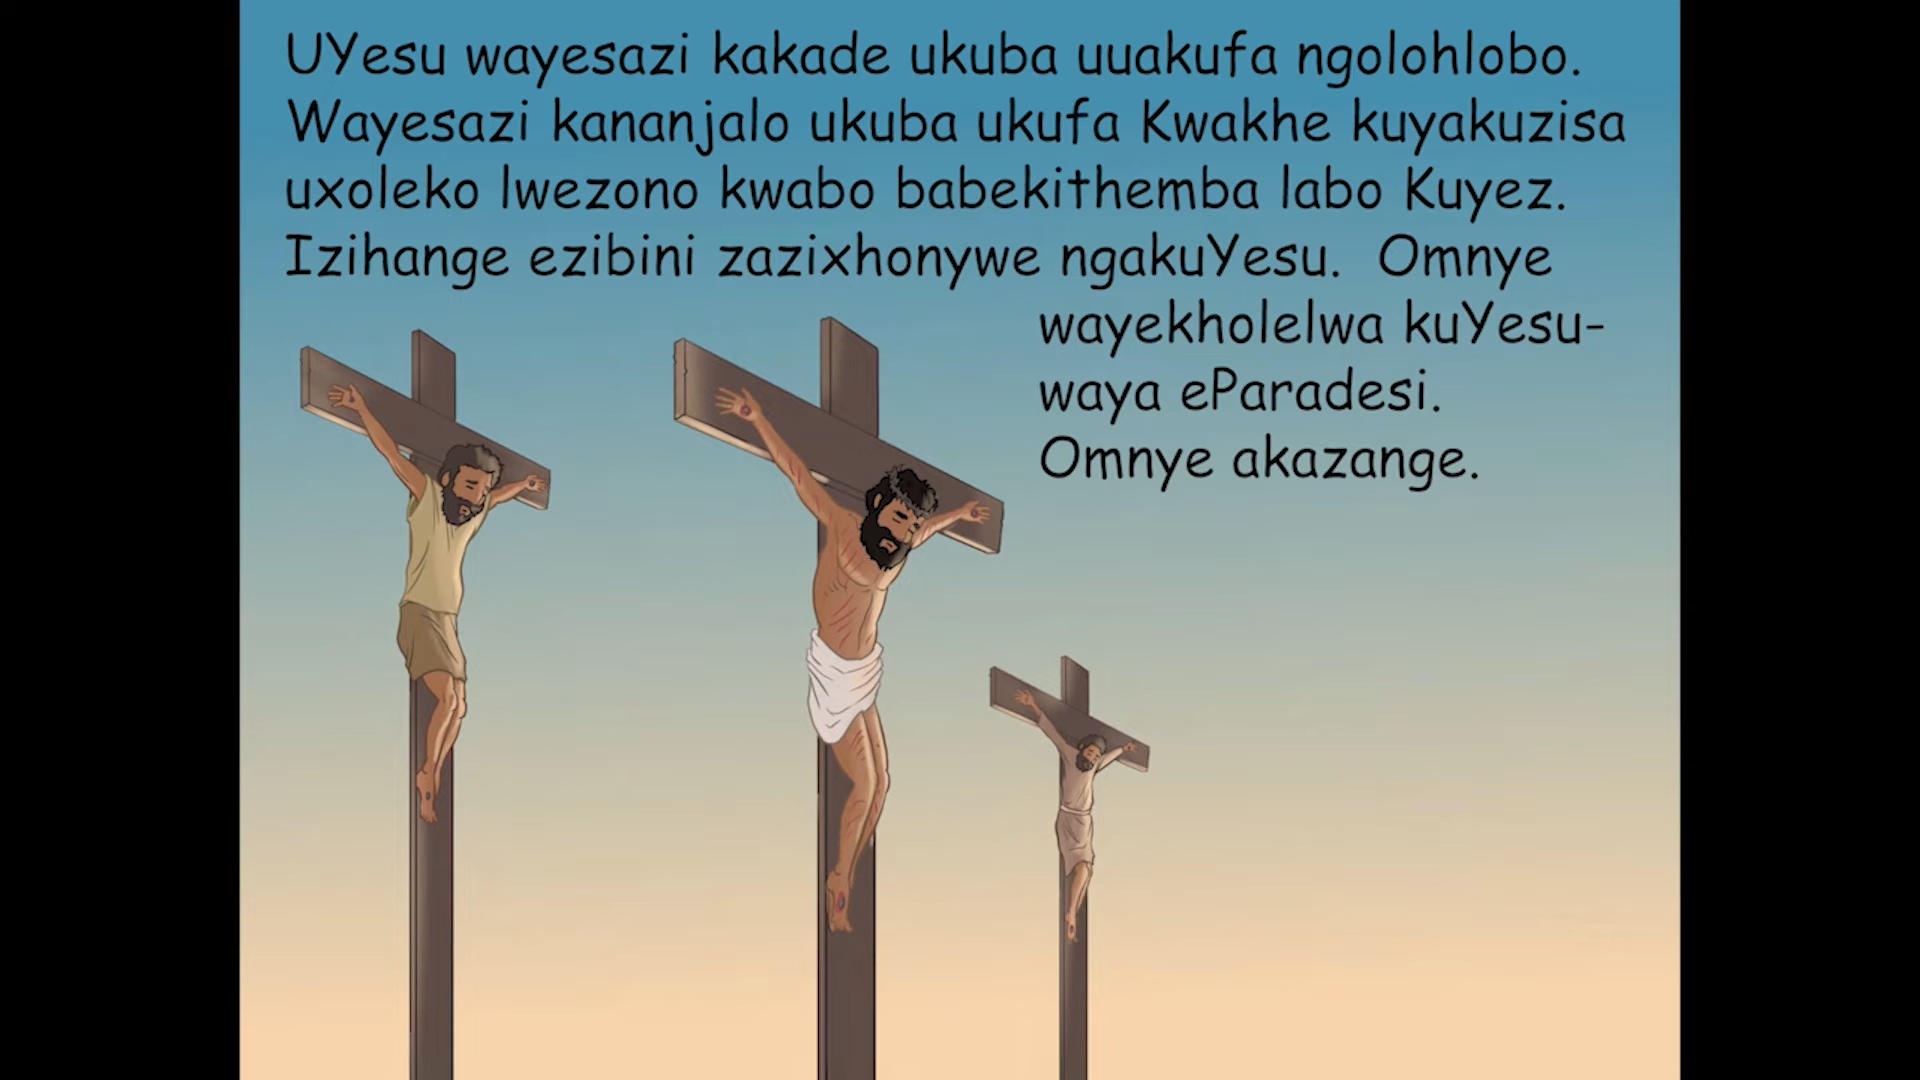 UYesu wayesazi kakade ukuba uuakufa ngolohlobo.
Wayesazi kananjalo ukuba ukufa Kwakhe kuyakuzisa
uxoleko lwezono kwabo babekithemba labo Kuyez.
Izihange ezibini zazixhonywe ngakuYesu. Omnye
wayekholelwa kuYesu-
waya eParadesi.
Omnye akazange.